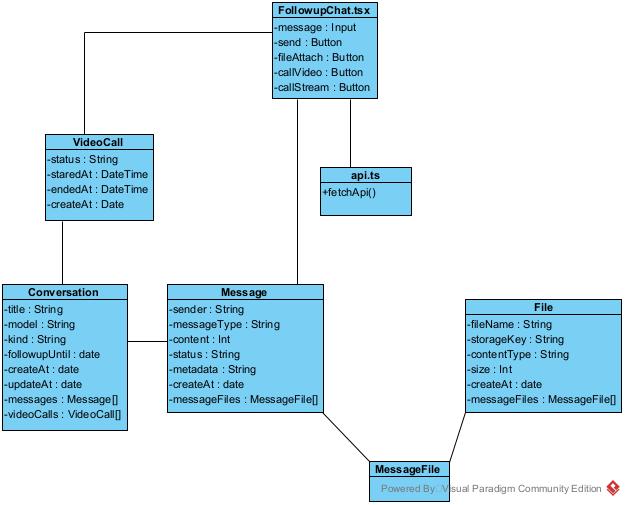 FollowupChat.tsx
-message : Input
-send : Button
-fileAttach : Button
-callVideo : Button
-callStream : Button
VideoCall
-status : String
-staredAt : DateTime
-endedAt : DateTime
-createAt : Date
api.ts
+fetchApi()
Conversation
-title : String
-model : String
-kind : String
-followupUntil : date
-createAt : date
-updateAt : date
-messages : Message[]
-videoCalls : VideoCall[]
Message
-sender : String
-messageType : String
-content : Int
-status : String
-metadata : String
-createAt : date
-messageFiles : MessageFile[]
File
-fileName : String
-storageKey : String
-contentType : String
-size : Int
-createAt : date
-messageFiles : MessageFile[]
MessageFile
Powered By Visual Paradigm Community Edition